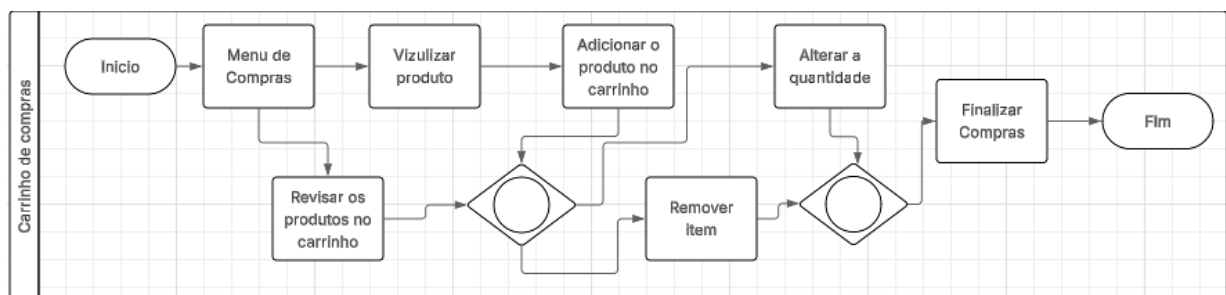 Carrinho de compras
Inicio
Menu de
Compras
Vizulizar
produto
Adicionar o
produto no
carrinho
Alterar a
quantidade
Finalizar
Compras
FIm
Revisar os
produtos no
carrinho
Remover
item